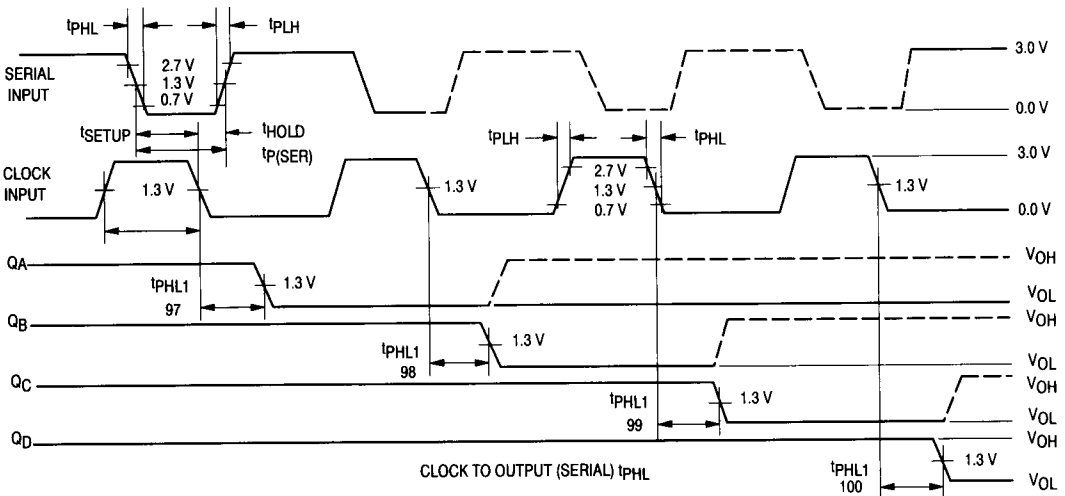 tPHL
tPLH
SERIAL
INPUT
2.7 V
1.3 V
0.7 V
3.0 V
0.0 V
tSETUP
tHOLD
tP(SER)
tPLH
tPHL
CLOCK
INPUT
1.3 V
1.3 V
2.7 V
1.3 V
0.7 V
1.3 V
3.0 V
0.0 V
QA
tPHL1
97
1.3 V
VOH
VOL
QB
tPHL1
98
1.3 V
VOH
VOL
QC
tPHL1
99
1.3 V
VOH
VOL
QD
CLOCK TO OUTPUT (SERIAL) tPHL
tPHL1
100
1.3 V
VOH
VOL